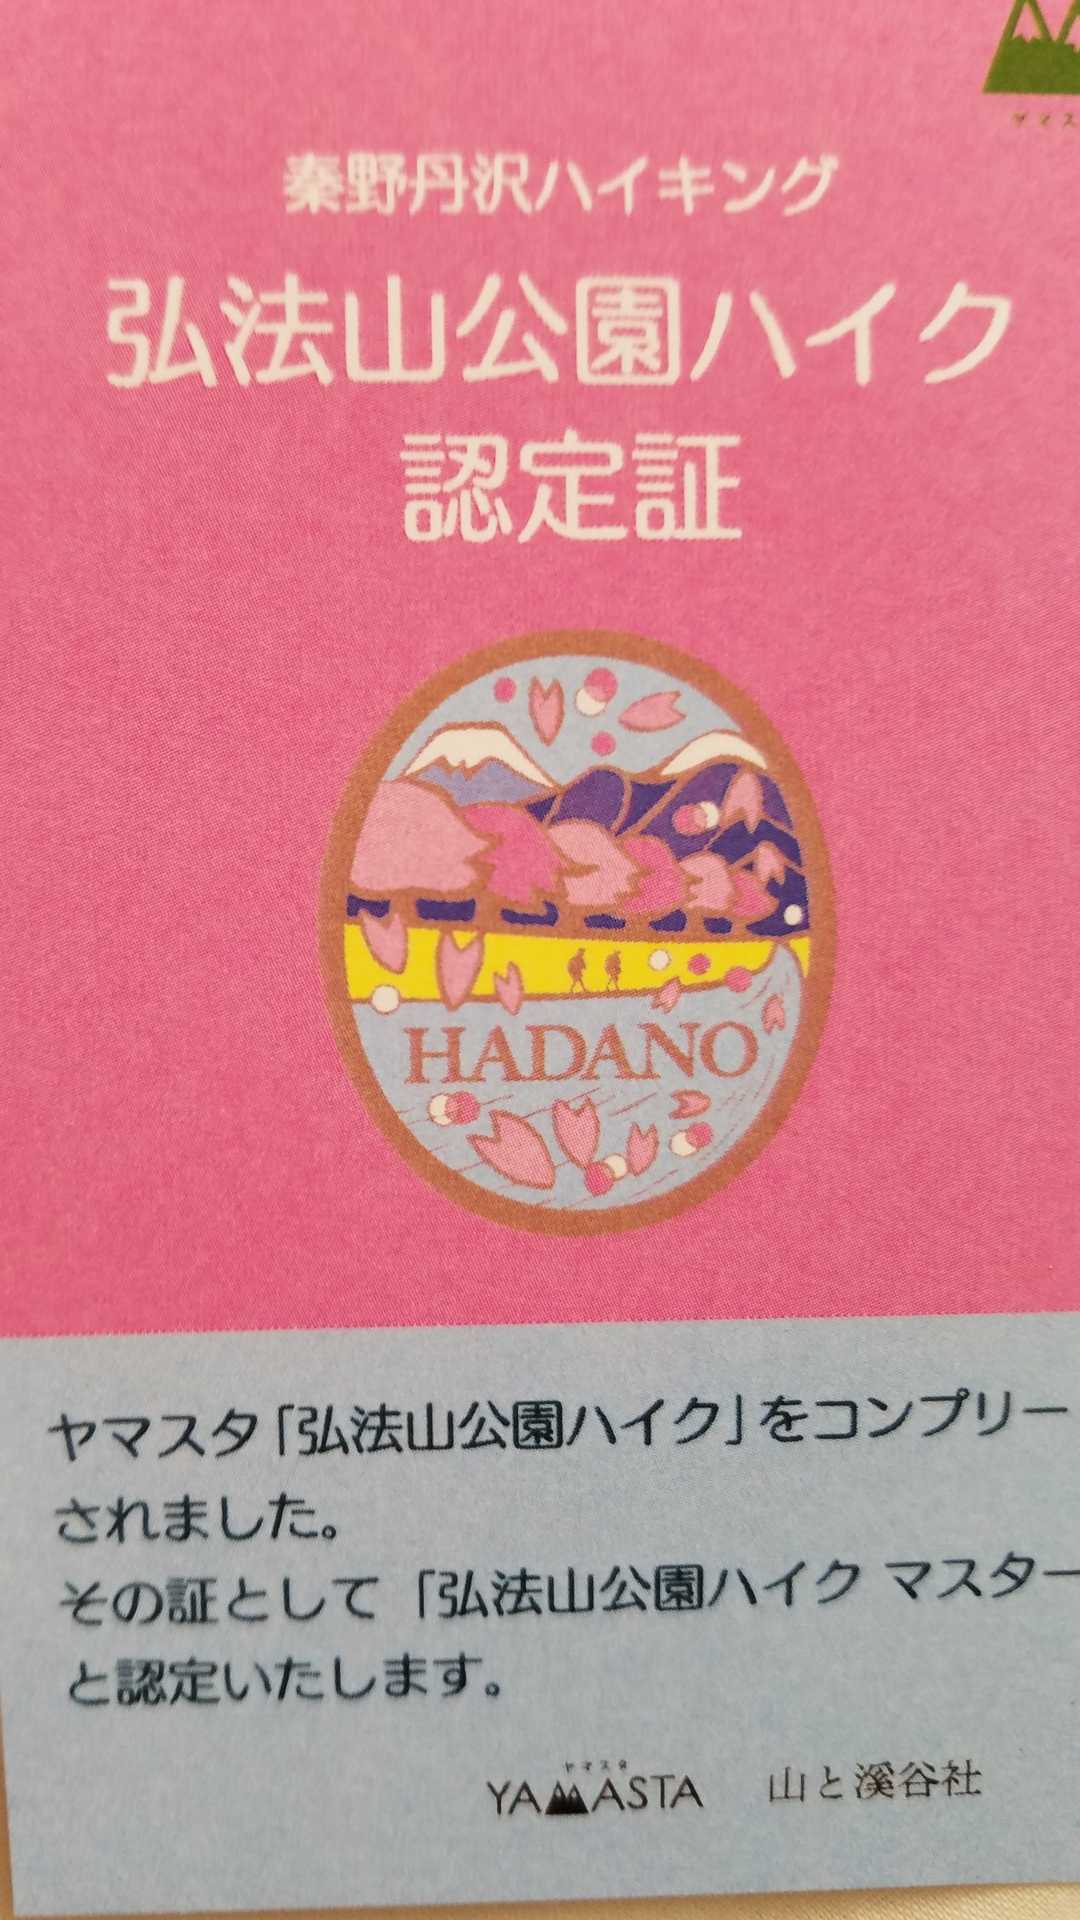 ヤマス
秦野丹沢ハイキング
弘法山公園ハイク
認定証
HADANO
ヤマスタ「弘法山公園ハイク」をコンプリー
されました。
その証として「弘法山公園ハイク マスター
と認定いたします。
ヤマスタ
YAMASTA 山と溪谷社